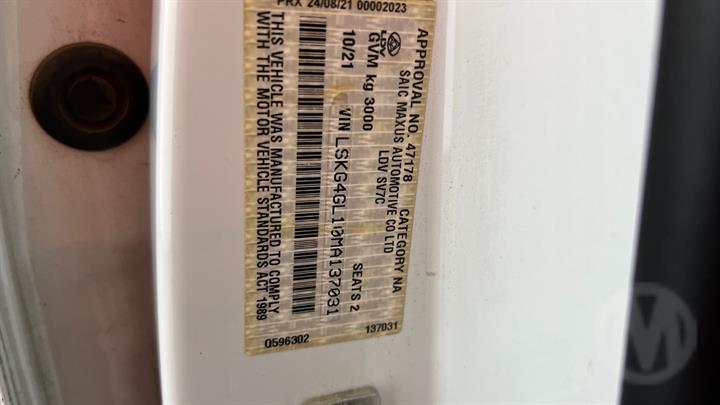 APPROVAL NO. 47178 CATEGORY NA
SAIC MAXUS AUTOMOTIVE CO LTD
LDV LDV SV7C
GVM kg 3000
10/21 SEATS 2
VIN LSKG4GL10MA137031
THIS VEHICLE WAS MANUFACTURED TO COMPLY
WITH THE MOTOR VEHICLE STANDARDS ACT 1989
PRX 24/08/21 00002023
Q596302
137031
M